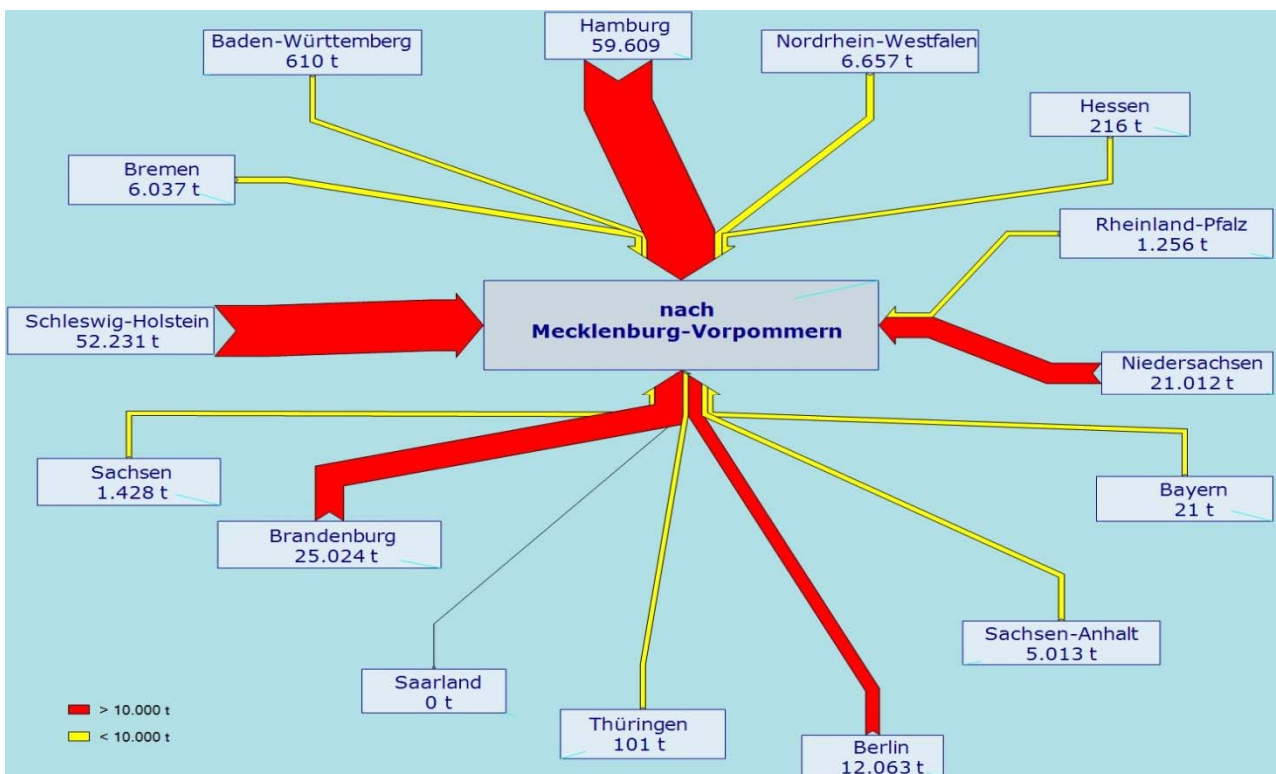 Hamburg
59.609
Baden-Württemberg
610 t
Nordrhein-Westfalen
6.657 t
Hessen
216 t
Bremen
6.037 t
Rheinland-Pfalz
1.256 t
nach
Mecklenburg-Vorpommern
Schleswig-Holstein
52.231 t
Niedersachsen
21.012 t
Sachsen
1.428 t
Bayern
21 t
Brandenburg
25.024 t
Sachsen-Anhalt
5.013 t
Saarland
0 t
Thüringen
101 t
Berlin
12.063 t
> 10.000 t
< 10.000 t